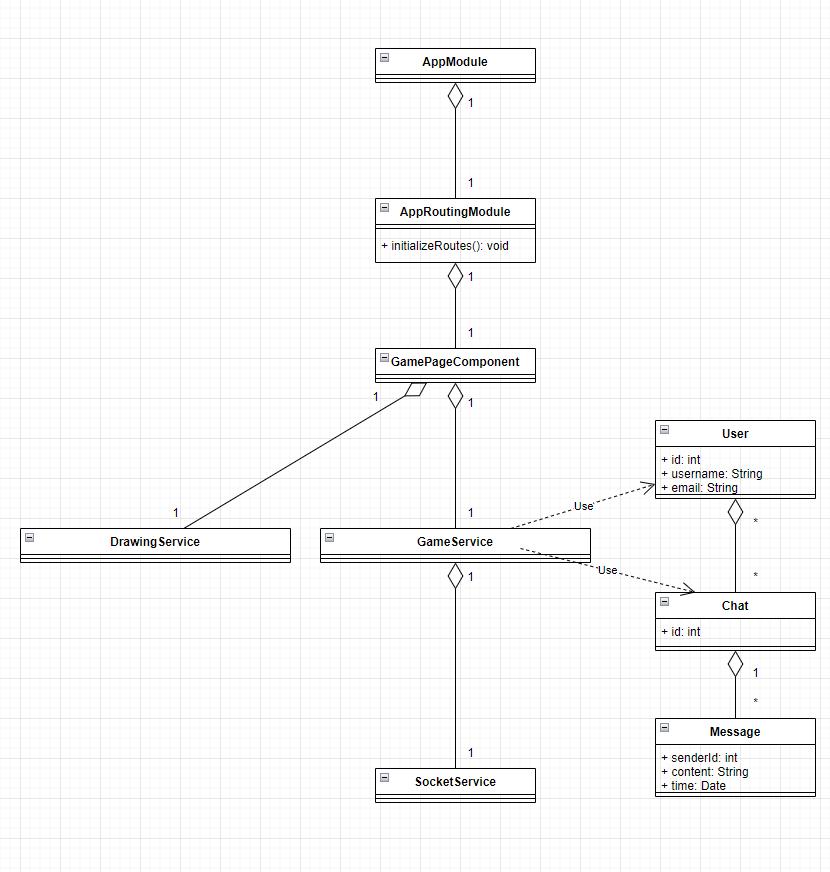 AppModule
1
1
AppRoutingModule
+ initializeRoutes(): void
1
1
GamePageComponent
1
1
1
1
DrawingService
GameService
Use
Use
User
+ id: int
+ username: String
+ email: String
*
*
Chat
+ id: int
1
*
Message
+ senderId: int
+ content: String
+ time: Date
1
1
SocketService